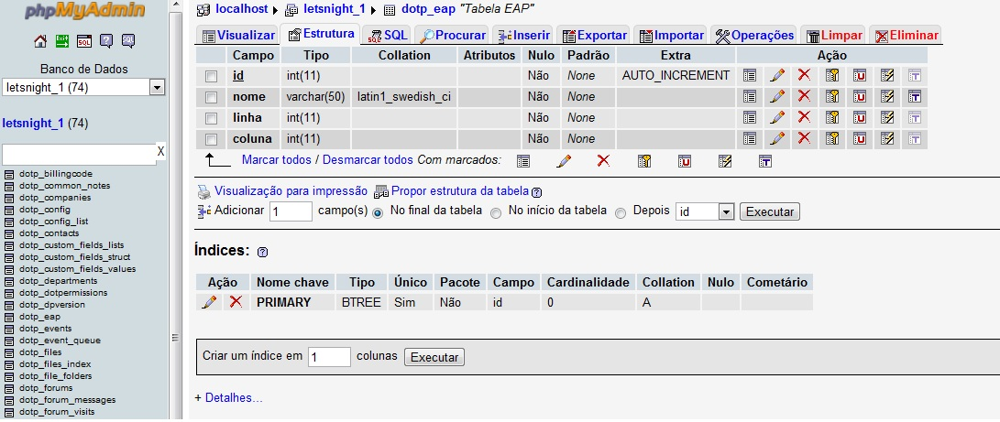 phpMyAdmin
SQL
Banco de Dados
letsnight_1 (74)
letsnight_1 (74)
X
dotp_billingcode
dotp_common_notes
dotp_companies
dotp_config
dotp_config_list
dotp_contacts
dotp_custom_fields_lists
dotp_custom_fields_struct
dotp_custom_fields_values
dotp_departments
dotp_dotpermissions
dotp_dpversion
dotp_eap
dotp_events
dotp_event_queue
dotp_files
dotp_files_index
dotp_file_folders
dotp_forums
dotp_forum_messages
dotp_forum_visits
localhost letsnight_1 dotp_eap "Tabela EAP"
Visualizar Estrutura SQL Procurar Inserir Exportar Importar Operações Limpar Eliminar
Campo Tipo Collation Atributos Nulo Padrão Extra Ação
id int(11) Não None AUTO_INCREMENT
nome varchar(50) latin1_swedish_ci Não None
linha int(11) Não None
coluna int(11) Não None
Marcar todos / Desmarcar todos Com marcados:
Visualização para impressão Propor estrutura da tabela
Adicionar 1 campo(s) No final da tabela No início da tabela Depois id Executar
Índices:
Ação Nome chave Tipo Único Pacote Campo Cardinalidade Collation Nulo Cometário
PRIMARY BTREE Sim Não id 0 A
Criar um índice em 1 colunas Executar
+ Detalhes...